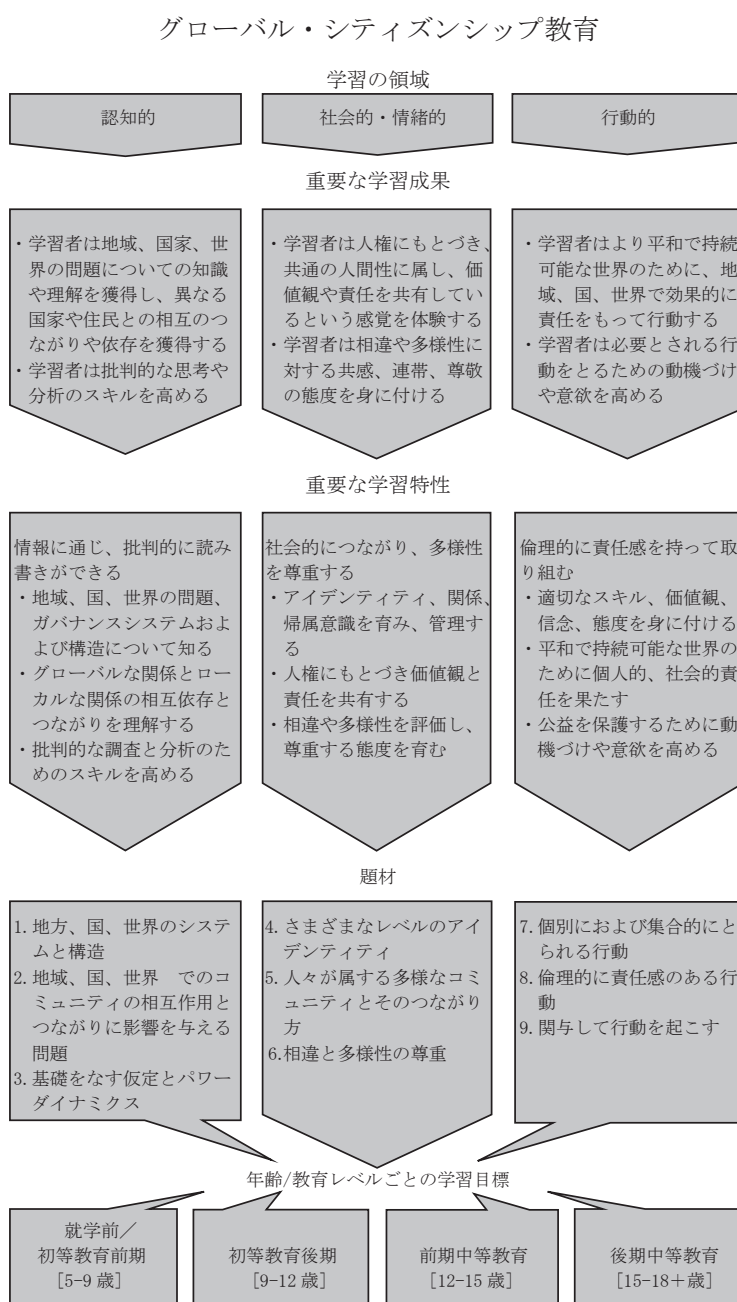 グローバル・シティズンシップ教育
学習の領域
認知的
社会的・情緒的
行動的
重要な学習成果
・学習者は地域、国家、世
界の問題についての知識
や理解を獲得し、異なる
国家や住民との相互のつ
ながりや依存を獲得する
・学習者は批判的な思考や
分析のスキルを高める
・学習者は人権にもとづき、
共通の人間性に属し、価
値観や責任を共有してい
るという感覚を体験する
・学習者は相違や多様性に
対する共感、連帯、尊敬
の態度を身に付ける
・学習者はより平和で持続
可能な世界のために、地
域、国、世界で効果的に
責任をもって行動する
・学習者は必要とされる行
動をとるための動機づけ
や意欲を高める
重要な学習特性
情報に通じ、批判的に読み
書きができる
・地域、国、世界の問題、
ガバナンスシステムおよ
び構造について知る
・グローバルな関係とロー
カルな関係の相互依存と
つながりを理解する
・批判的な調査と分析のた
めのスキルを高める
社会的につながり、多様性
を尊重する
・アイデンティティ、関係、
帰属意識を育み、管理す
る
・人権にもとづき価値観と
責任を共有する
・相違や多様性を評価し、
尊重する態度を育む
倫理的に責任感を持って取
り組む
・適切なスキル、価値観、
信念、態度を身に付ける
・平和で持続可能な世界の
ために個人的、社会的責
任を果たす
・公益を保護するために動
機づけや意欲を高める
題材
1. 地方、国、世界のシステ
ムと構造
2. 地域、国、世界　でのコ
ミュニティの相互作用と
つながりに影響を与える
問題
3. 基礎をなす仮定とパワー
ダイナミクス
4. さまざまなレベルのアイ
デンティティ
5. 人々が属する多様なコミ
ュニティとそのつながり
方
6.相違と多様性の尊重
7. 個別におよび集合的にと
られる行動
8. 倫理的に責任感のある行
動
9. 関与して行動を起こす
年齢/教育レベルごとの学習目標
就学前／
初等教育前期
［5-9 歳］
初等教育後期
［9-12 歳］
前期中等教育
［12-15 歳］
後期中等教育
［15-18＋歳］